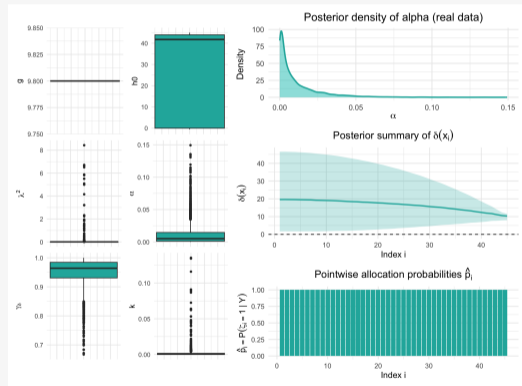 9.850
9.825
9.800
9.775
9.750
g
40
30
20
10
0
h0
8
6
4
2
0
λ²
0.15
0.10
0.05
0.00
α
1.0
0.9
0.8
0.7
γδ
0.10
0.05
0.00
k
Posterior density of alpha (real data)
100
75
50
25
0
Density
0.00 0.05 0.10 0.15
α
Posterior summary of δ(xᵢ)
40
30
20
10
0
δ(xᵢ)
0 10 20 30 40
Index i
Pointwise allocation probabilities p̂ᵢ
1.00
0.75
0.50
0.25
0.00
p̂ᵢ = P(ζᵢ = 1 | Y)
0 10 20 30 40
Index i